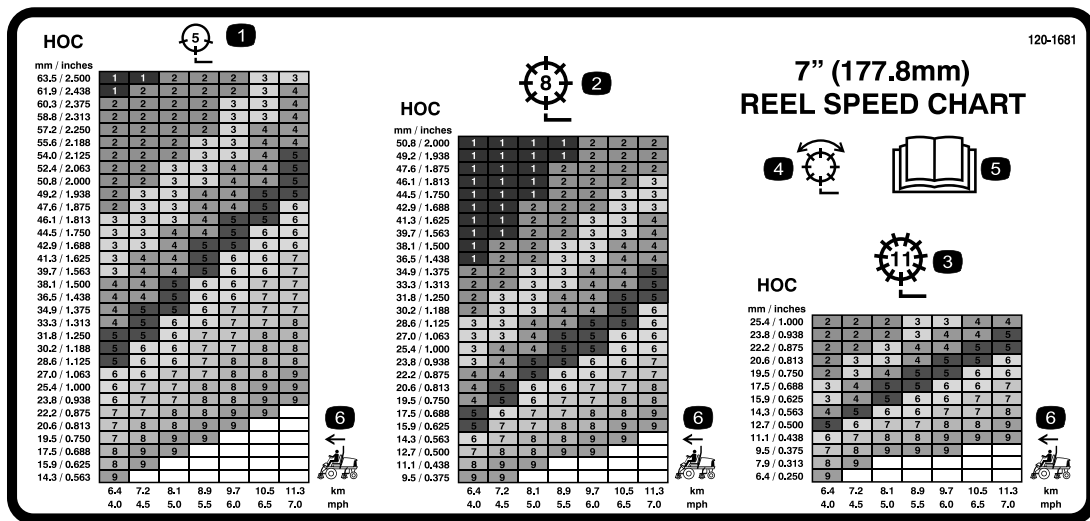 120-1681
7” (177.8mm)
REEL SPEED CHART
4
5
HOC
5
1
mm / inches
63.5 / 2.500 1 1 2 2 2 3 3
61.9 / 2.438 1 2 2 2 2 3 4
60.3 / 2.375 2 2 2 2 3 3 4
58.8 / 2.313 2 2 2 2 3 3 4
57.2 / 2.250 2 2 2 2 3 4 4
55.6 / 2.188 2 2 2 3 3 4 4
54.0 / 2.125 2 2 2 3 3 4 5
52.4 / 2.063 2 2 3 3 4 4 5
50.8 / 2.000 2 2 3 3 4 4 5
49.2 / 1.938 2 3 3 4 4 5 5
47.6 / 1.875 2 3 3 4 4 5 6
46.1 / 1.813 3 3 3 4 5 5 6
44.5 / 1.750 3 3 4 4 5 6 6
42.9 / 1.688 3 3 4 5 5 6 6
41.3 / 1.625 3 4 4 5 6 6 7
39.7 / 1.563 3 4 4 5 6 6 7
38.1 / 1.500 4 4 5 6 6 7 7
36.5 / 1.438 4 4 5 6 6 7 7
34.9 / 1.375 4 5 5 6 7 7 7
33.3 / 1.313 4 5 6 6 7 7 8
31.8 / 1.250 5 5 6 7 7 8 8
30.2 / 1.188 5 6 6 7 7 8 8
28.6 / 1.125 5 6 6 7 8 8 8
27.0 / 1.063 6 6 7 7 8 8 9
25.4 / 1.000 6 7 7 8 8 9 9
23.8 / 0.938 6 7 7 8 8 9 9
22.2 / 0.875 7 7 8 8 9 9
20.6 / 0.813 7 8 8 9 9
19.5 / 0.750 7 8 9 9
17.5 / 0.688 8 9 9
15.9 / 0.625 8 9
14.3 / 0.563 9
6
6.4 7.2 8.1 8.9 9.7 10.5 11.3 km
4.0 4.5 5.0 5.5 6.0 6.5 7.0 mph
HOC
8
2
mm / inches
50.8 / 2.000 1 1 1 1 2 2 2
49.2 / 1.938 1 1 1 1 2 2 2
47.6 / 1.875 1 1 1 2 2 2 2
46.1 / 1.813 1 1 1 2 2 2 3
44.5 / 1.750 1 1 1 2 2 2 3
42.9 / 1.688 1 1 2 2 2 3 3
41.3 / 1.625 1 1 2 2 3 3 4
39.7 / 1.563 1 1 2 2 3 3 4
38.1 / 1.500 1 2 2 3 3 4 4
36.5 / 1.438 1 2 2 3 3 4 4
34.9 / 1.375 2 2 3 3 4 4 5
33.3 / 1.313 2 2 3 3 4 4 5
31.8 / 1.250 2 3 3 4 4 5 5
30.2 / 1.188 2 3 3 4 4 5 6
28.6 / 1.125 3 3 4 4 5 5 6
27.0 / 1.063 3 3 4 5 5 6 6
25.4 / 1.000 3 4 4 5 5 6 6
23.8 / 0.938 3 4 4 5 6 6 7
22.2 / 0.875 4 4 5 6 6 7 7
20.6 / 0.813 4 5 6 6 7 7 8
19.5 / 0.750 4 5 6 6 7 8 8
17.5 / 0.688 5 6 7 7 8 8 9
15.9 / 0.625 5 7 7 8 8 9 9
14.3 / 0.563 6 7 8 8 9 9
12.7 / 0.500 7 8 8 9 9
11.1 / 0.438 8 8 9
9.5 / 0.375 9 9
6
6.4 7.2 8.1 8.9 9.7 10.5 11.3 km
4.0 4.5 5.0 5.5 6.0 6.5 7.0 mph
HOC
11
3
mm / inches
25.4 / 1.000 2 2 2 3 3 4 4
23.8 / 0.938 2 2 2 3 4 4 5
22.2 / 0.875 2 2 3 4 4 5 5
20.6 / 0.813 2 3 3 4 5 5 6
19.5 / 0.750 2 3 4 5 5 6 6
17.5 / 0.688 3 4 5 5 6 6 7
15.9 / 0.625 3 4 5 6 6 7 7
14.3 / 0.563 4 5 6 6 7 7 8
12.7 / 0.500 5 6 6 7 8 8 9
11.1 / 0.438 6 7 7 8 8 9 9
9.5 / 0.375 7 8 9 9
7.9 / 0.313 8 9
6.4 / 0.250 9
6
6.4 7.2 8.1 8.9 9.7 10.5 11.3 km
4.0 4.5 5.0 5.5 6.0 6.5 7.0 mph